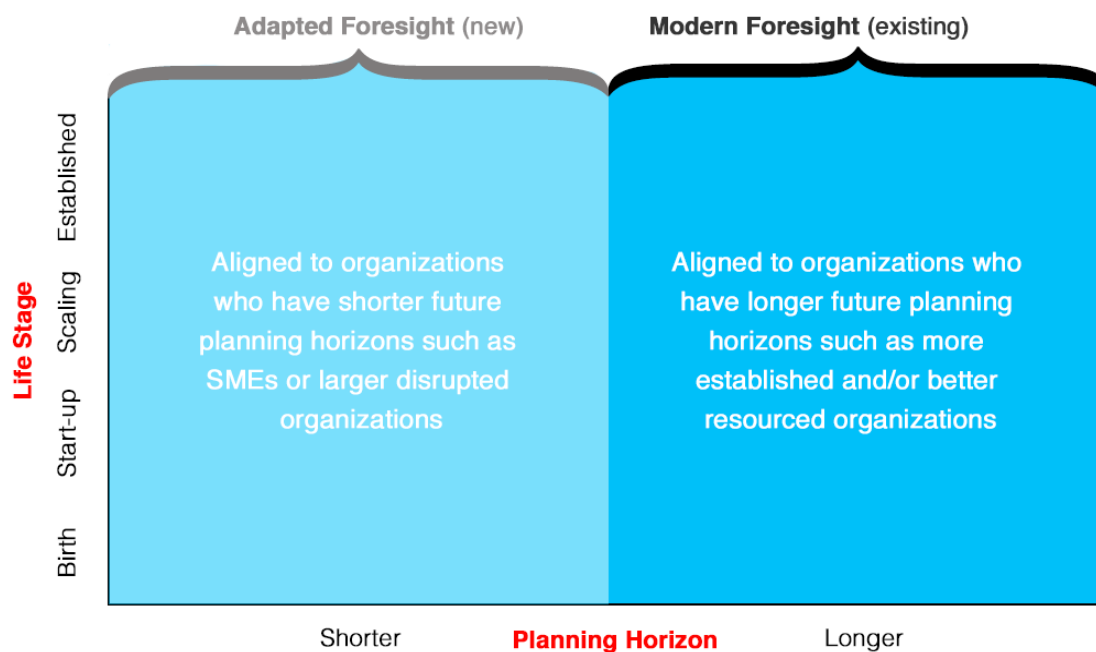 Adapted Foresight (new)
Modern Foresight (existing)
Life Stage
Established
Scaling
Start-up
Birth
Aligned to organizations
who have shorter future
planning horizons such as
SMEs or larger disrupted
organizations
Aligned to organizations who
have longer future planning
horizons such as more
established and/or better
resourced organizations
Shorter
Planning Horizon
Longer